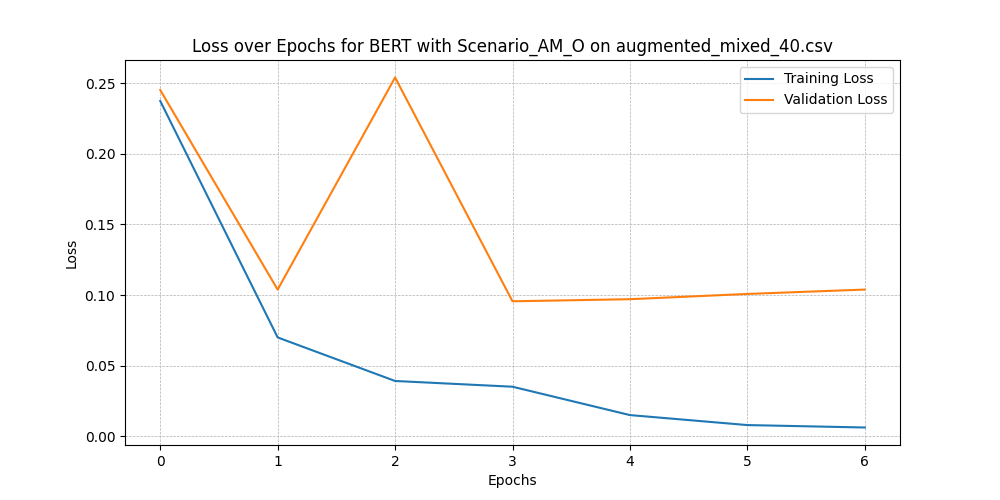 Loss over Epochs for BERT with Scenario_AM_O on augmented_mixed_40.csv
Training Loss
Validation Loss
0.25
0.20
0.15
0.10
0.05
0.00
Loss
0 1 2 3 4 5 6
Epochs